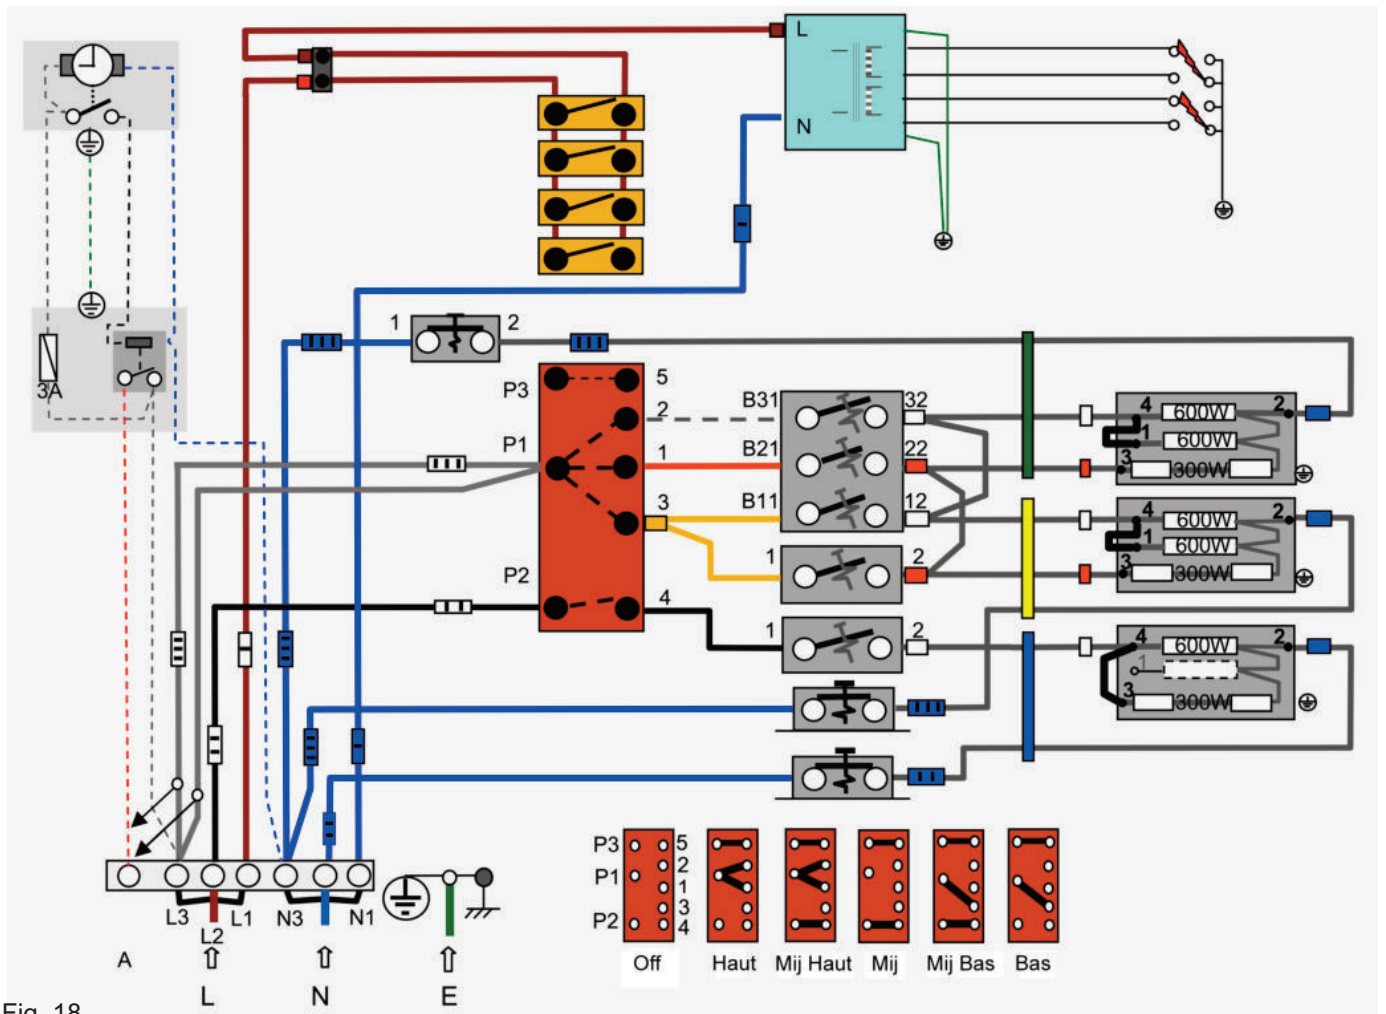 L
N
3A
1 2
P3 5
2
P1 1
3
P2 4
B31 32
B21 22
B11 12
1 2
1 2
4 600W 2
1 600W
3 300W
4 600W 2
1 600W
3 300W
4 600W 2
1
3 300W
L3 L2 L1 N3 N1
A L N E
P3 5
2
P1 1
3
P2 4
Off Haut Mij Haut Mij Mij Bas Bas
Fig. 18